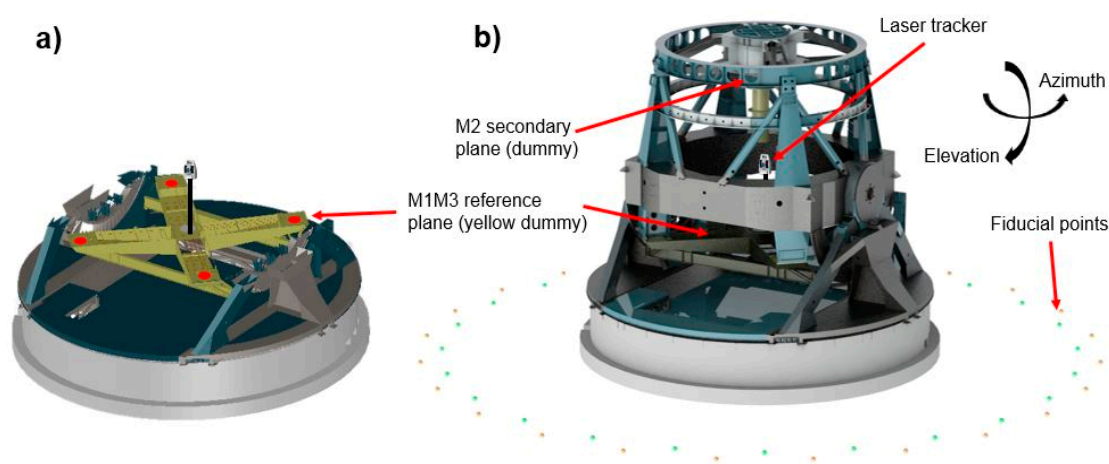 a)
b)
Laser tracker
Azimuth
M2 secondary
plane (dummy)
Elevation
M1M3 reference
plane (yellow dummy)
Fiducial points